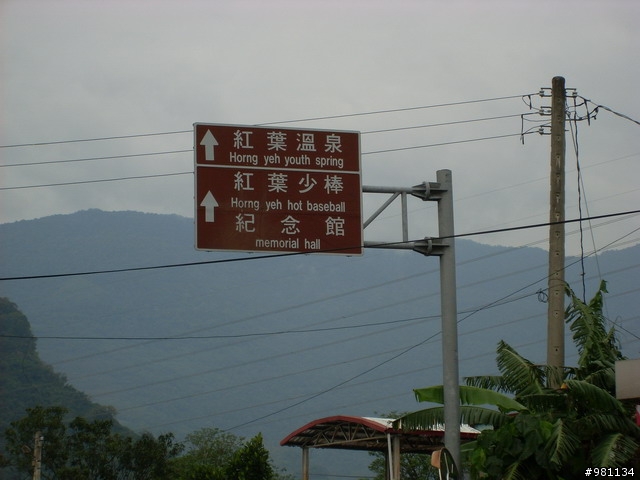 紅葉溫泉
Horng yeh youth spring
紅葉少棒
Horng yeh hot baseball
紀念館
memorial hall
#981134